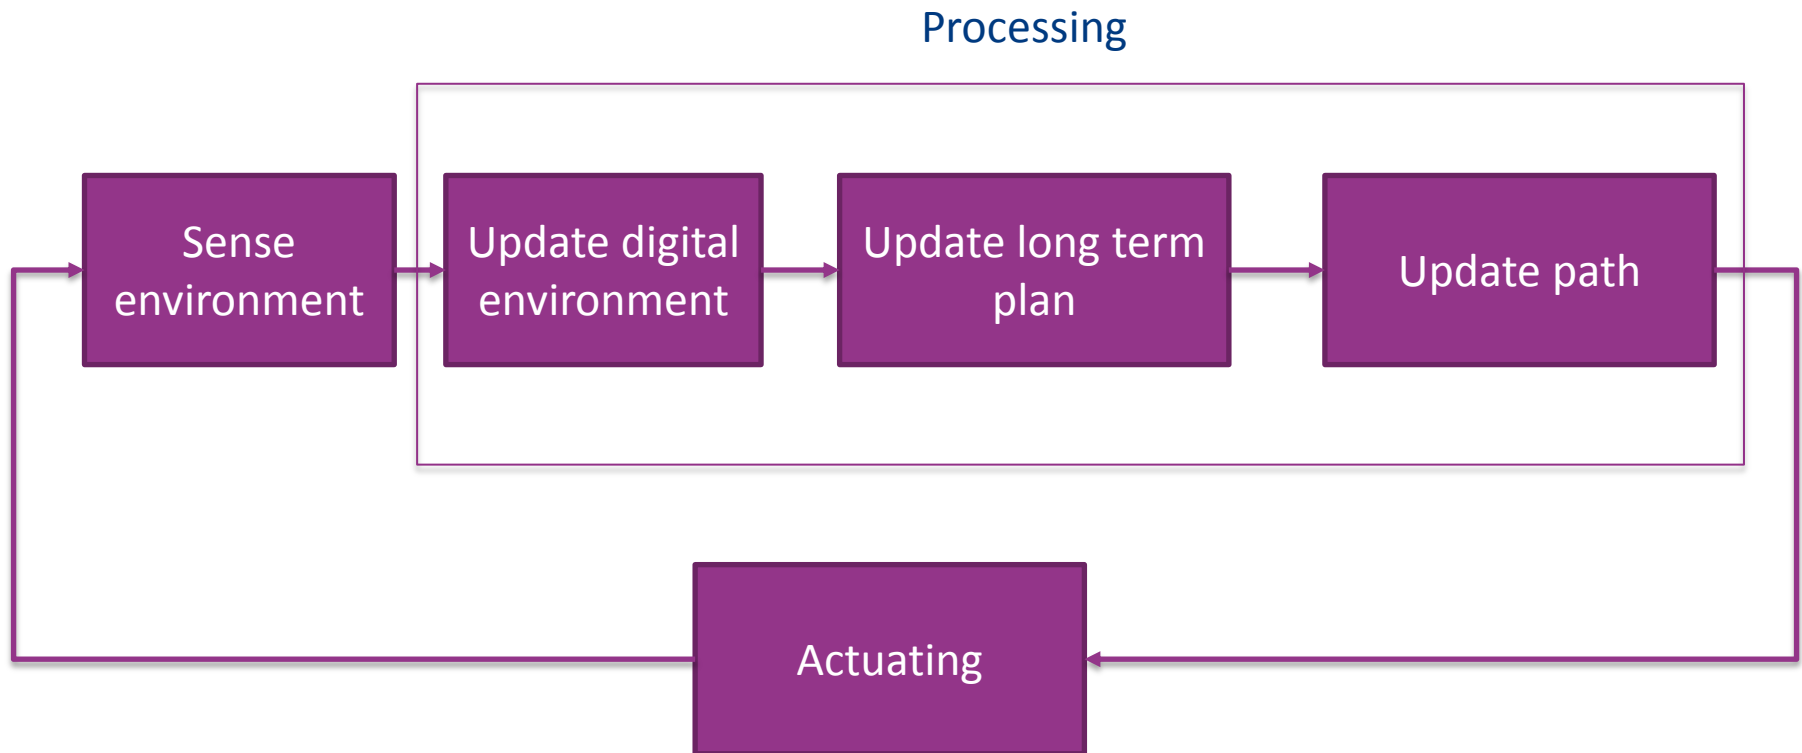 Processing
Sense
environment
Update digital
environment
Update long term
plan
Update path
Actuating